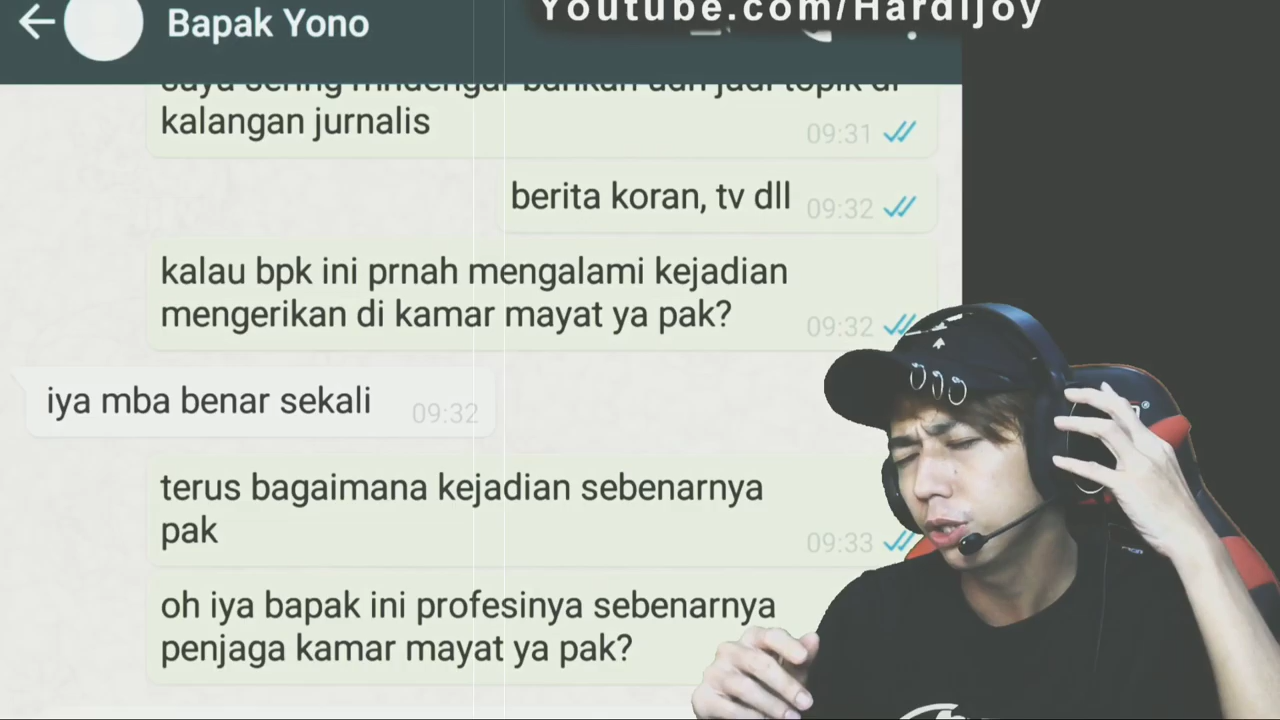 Youtube.com/Hardijoy
Bapak Yono
kalangan jurnalis
09:31
berita koran, tv dll
09:32
kalau bpk ini prnah mengalami kejadian
mengerikan di kamar mayat ya pak?
09:32
iya mba benar sekali
09:32
terus bagaimana kejadian sebenarnya
pak
09:33
oh iya bapak ini profesinya sebenarnya
penjaga kamar mayat ya pak?